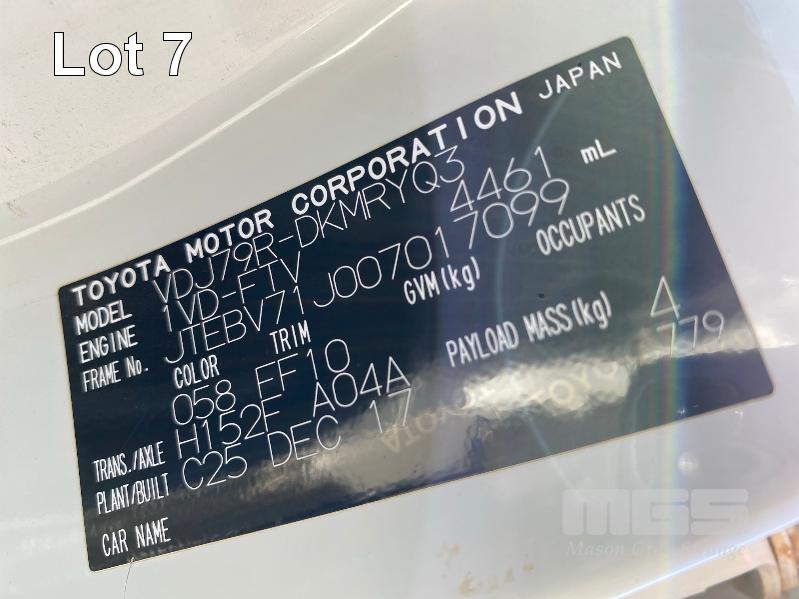 Lot 7
TOYOTA MOTOR CORPORATION JAPAN
MODEL VDJ79R-DKMRYQ3
ENGINE 1VD-FTV 4461 mL
FRAME No. JTEBV71J007017099
COLOR TRIM GVM(kg) OCCUPANTS
058 FF10 4
TRANS./AXLE H152F A04A PAYLOAD MASS(kg) 779
PLANT/BUILT C25 DEC 17
CAR NAME
MGS